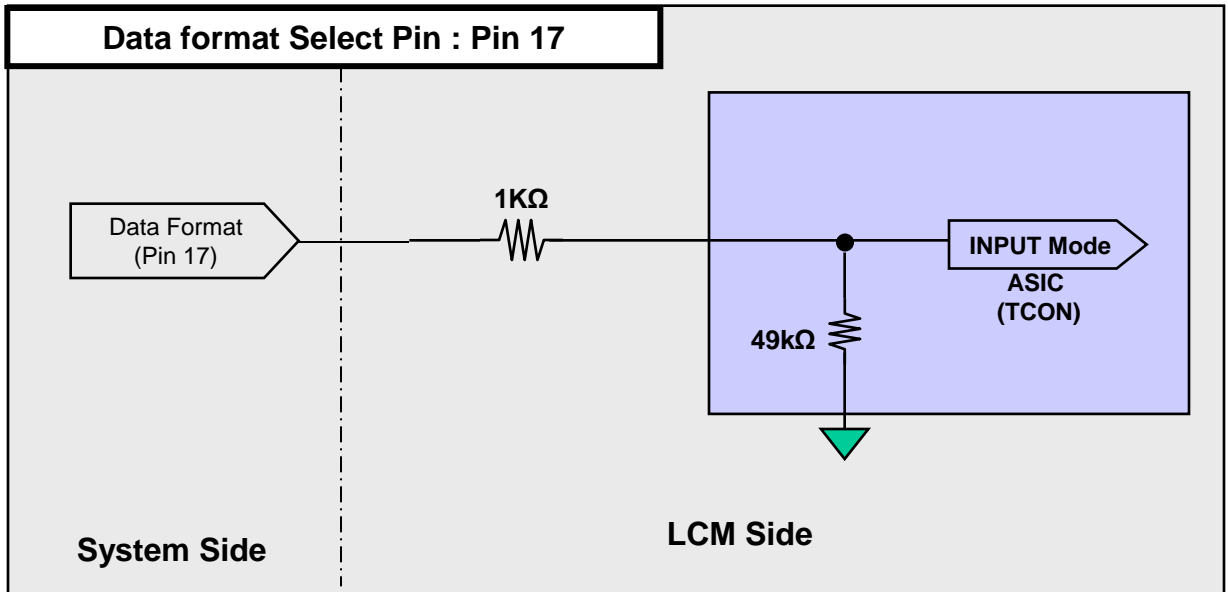 Data format Select Pin : Pin 17
1KΩ
Data Format
(Pin 17)
INPUT Mode
ASIC
(TCON)
49kΩ
System Side
LCM Side